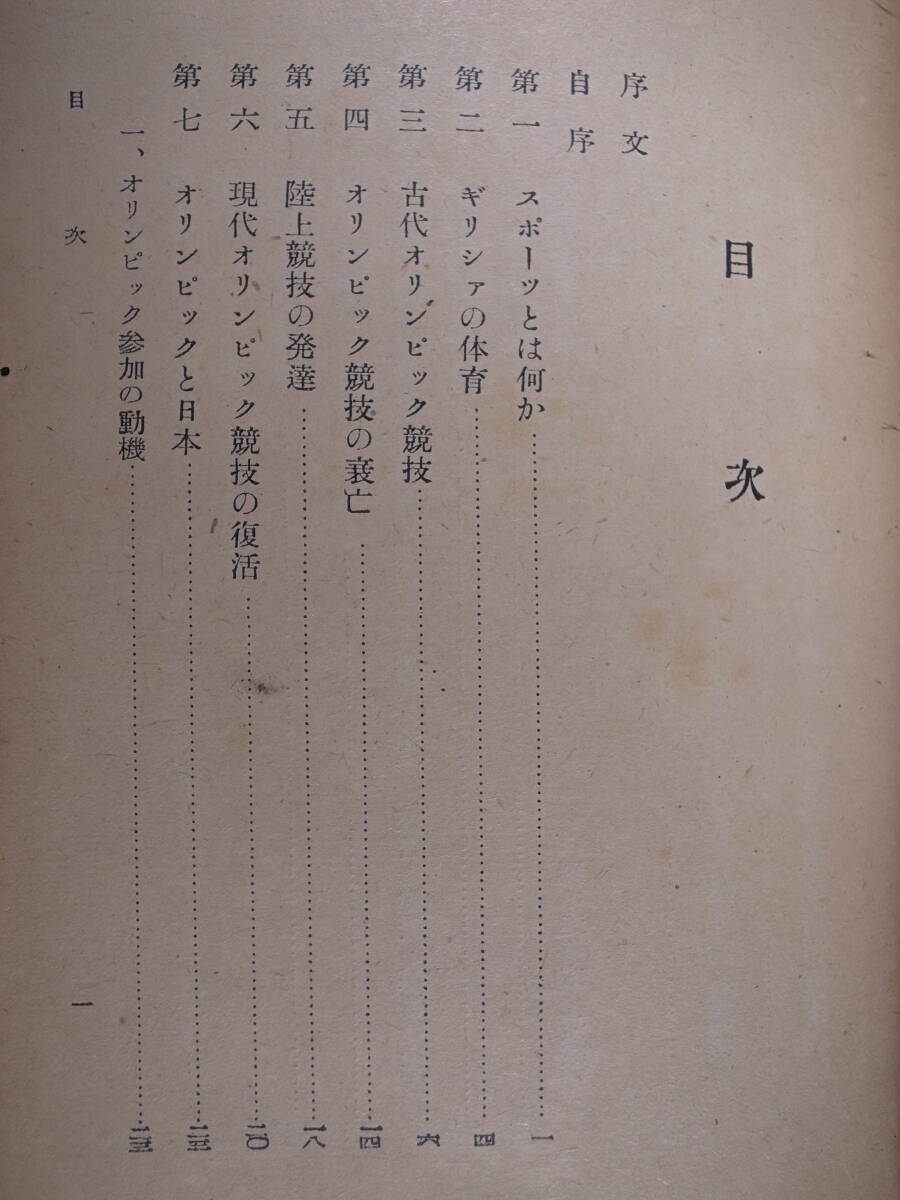 目次
序文
自序
第一 スポーツとは何か……一
第二 ギリシァの体育……四
第三 古代オリンピック競技……六
第四 オリンピック競技の衰亡……一四
第五 陸上競技の発達……一八
第六 現代オリンピック競技の復活……二〇
第七 オリンピックと日本……二三
一、オリンピック参加の動機……二三
目次 一